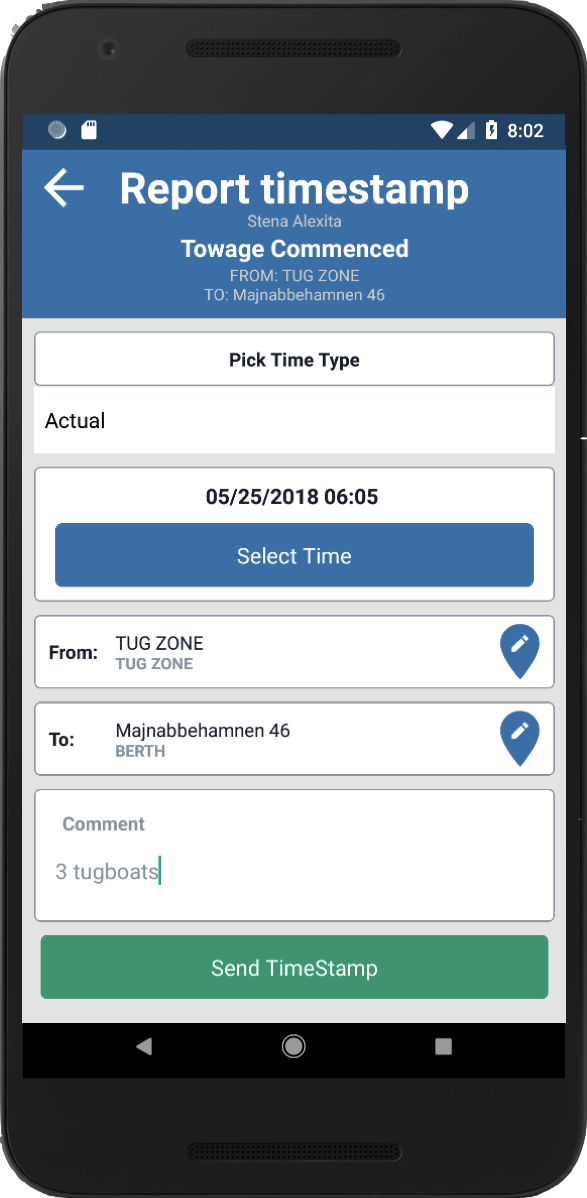 8:02
Report timestamp
Stena Alexita
Towage Commenced
FROM: TUG ZONE
TO: Majnabbehamnen 46
Pick Time Type
Actual
05/25/2018 06:05
Select Time
From:
TUG ZONE
TUG ZONE
To:
Majnabbehamnen 46
BERTH
Comment
3 tugboats
Send TimeStamp